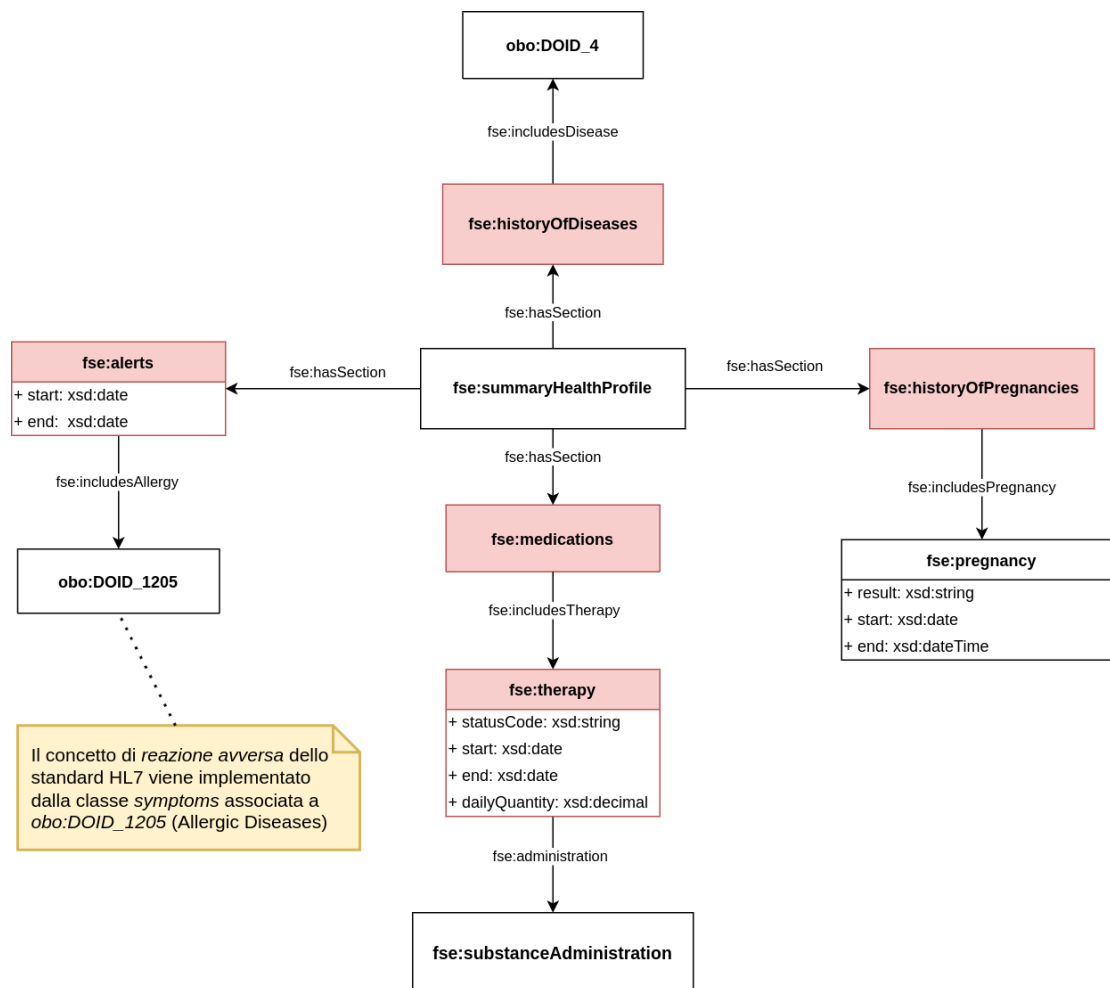 obo:DOID_4
fse:includesDisease
fse:historyOfDiseases
fse:hasSection
fse:alerts
+ start: xsd:date
+ end: xsd:date
fse:hasSection
fse:summaryHealthProfile
fse:hasSection
fse:historyOfPregnancies
fse:hasSection
fse:includesAllergy
fse:includesPregnancy
fse:medications
obo:DOID_1205
fse:pregnancy
+ result: xsd:string
+ start: xsd:date
+ end: xsd:dateTime
fse:includesTherapy
fse:therapy
+ statusCode: xsd:string
+ start: xsd:date
+ end: xsd:date
+ dailyQuantity: xsd:decimal
Il concetto di reazione avversa dello
standard HL7 viene implementato
dalla classe symptoms associata a
obo:DOID_1205 (Allergic Diseases)
fse:administration
fse:substanceAdministration